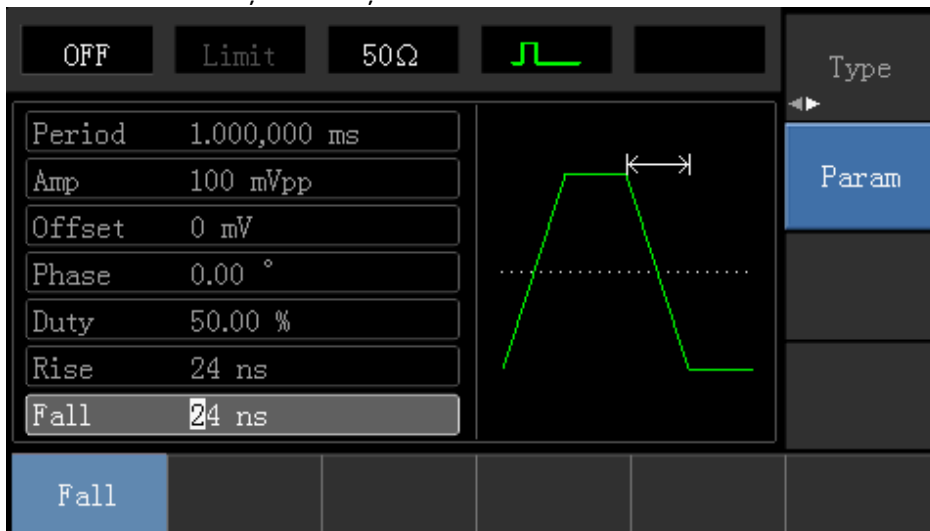 OFF Limit 50Ω
Type
Period 1.000,000 ms
Amp 100 mVpp
Param
Offset 0 mV
Phase 0.00 °
Duty 50.00 %
Rise 24 ns
Fall 24 ns
Fall